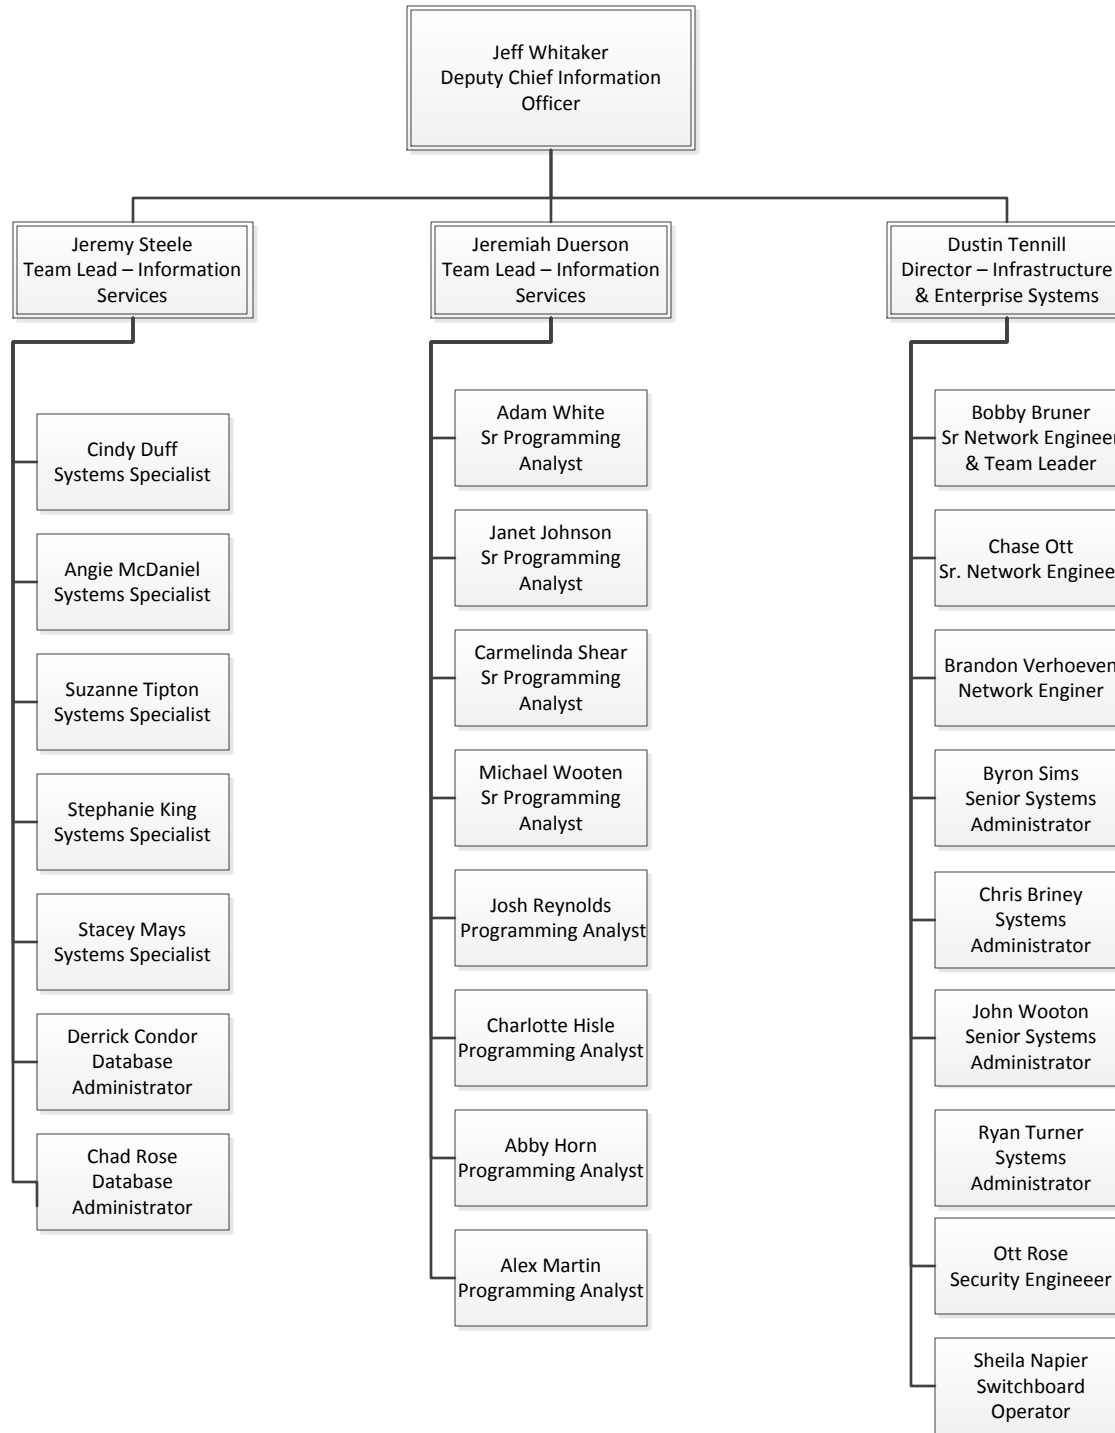 Jeff Whitaker
Deputy Chief Information
Officer
Jeremy Steele
Team Lead – Information
Services
Jeremiah Duerson
Team Lead – Information
Services
Dustin Tennill
Director – Infrastructure
& Enterprise Systems
Cindy Duff
Systems Specialist
Angie McDaniel
Systems Specialist
Suzanne Tipton
Systems Specialist
Stephanie King
Systems Specialist
Stacey Mays
Systems Specialist
Derrick Condor
Database
Administrator
Chad Rose
Database
Administrator
Adam White
Sr Programming
Analyst
Janet Johnson
Sr Programming
Analyst
Carmelinda Shear
Sr Programming
Analyst
Michael Wooten
Sr Programming
Analyst
Josh Reynolds
Programming Analyst
Charlotte Hisle
Programming Analyst
Abby Horn
Programming Analyst
Alex Martin
Programming Analyst
Bobby Bruner
Sr Network Engineer
& Team Leader
Chase Ott
Sr. Network Enginee
Brandon Verhoeven
Network Enginer
Byron Sims
Senior Systems
Administrator
Chris Briney
Systems
Administrator
John Wooton
Senior Systems
Administrator
Ryan Turner
Systems
Administrator
Ott Rose
Security Engineeer
Sheila Napier
Switchboard
Operator